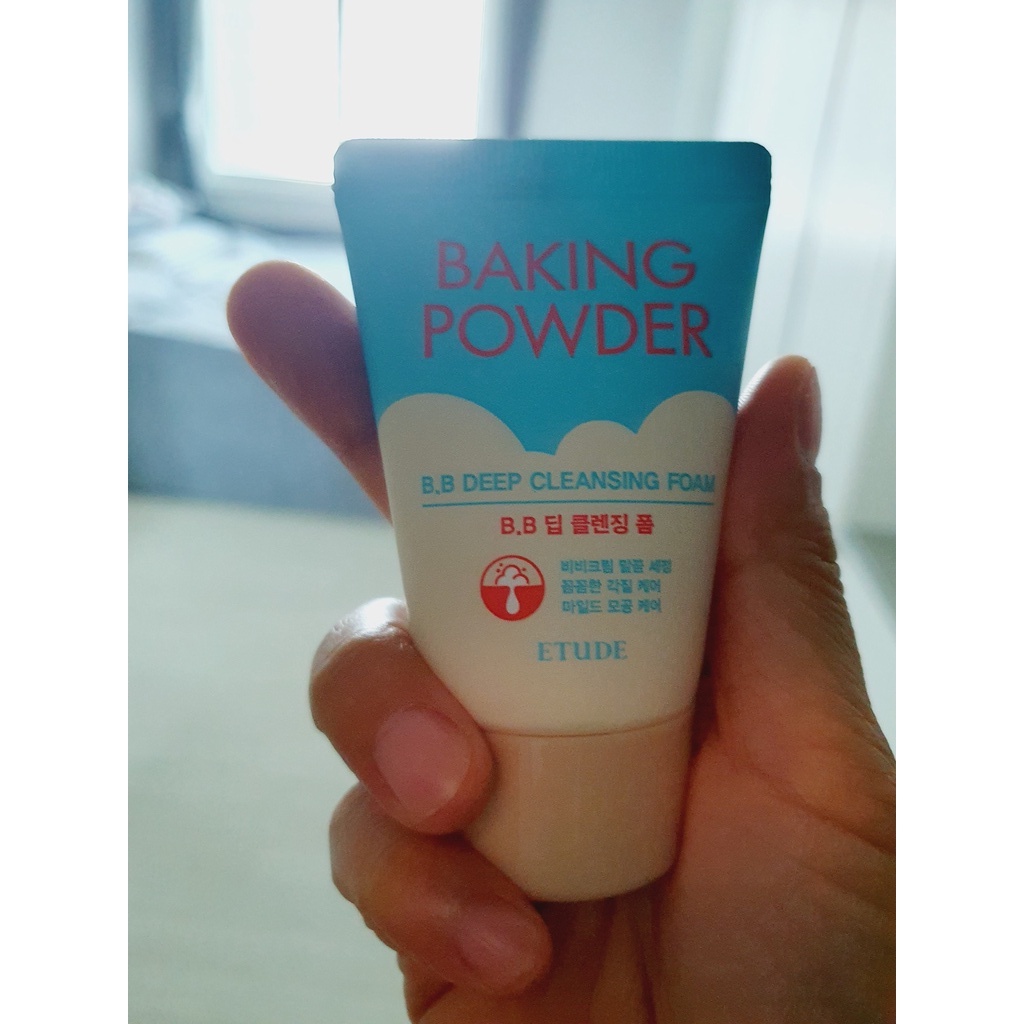 BAKING
POWDER
B.B DEEP CLEANSING FOAM
B.B 딥 클렌징 폼
비비크림 말끔 세정
꼼꼼한 각질 케어
마일드 모공 케어
ETUDE